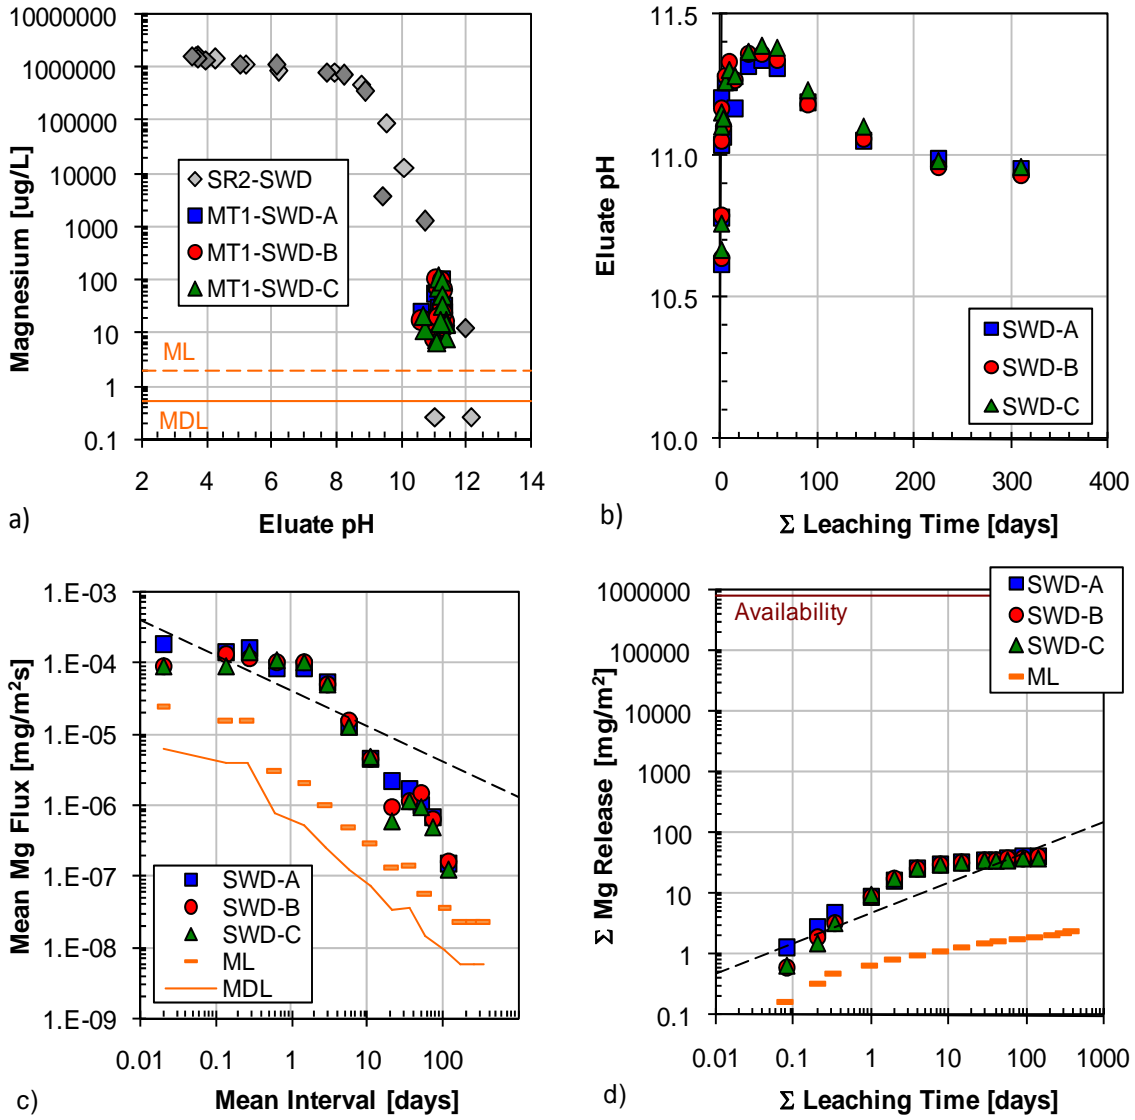 1000000
100000
10000
1000
100
10
1
0.1
Magnesium [ug/L]
SR2-SWD
MT1-SWD-A
MT1-SWD-B
MT1-SWD-C
ML
MDL
2 4 6 8 10 12 14
Eluate pH
a)
11.5
11.0
10.5
10.0
Eluate pH
SWD-A
SWD-B
SWD-C
0 100 200 300 400
Σ Leaching Time [days]
b)
1.E-03
1.E-04
1.E-05
1.E-06
1.E-07
1.E-08
1.E-09
Mean Mg Flux [mg/m²s]
SWD-A
SWD-B
SWD-C
ML
MDL
0.01 0.1 1 10 100
Mean Interval [days]
c)
1000000
100000
10000
1000
100
10
1
0.1
Σ Mg Release [mg/m²]
Availability
SWD-A
SWD-B
SWD-C
ML
0.01 0.1 1 10 100 1000
Σ Leaching Time [days]
d)